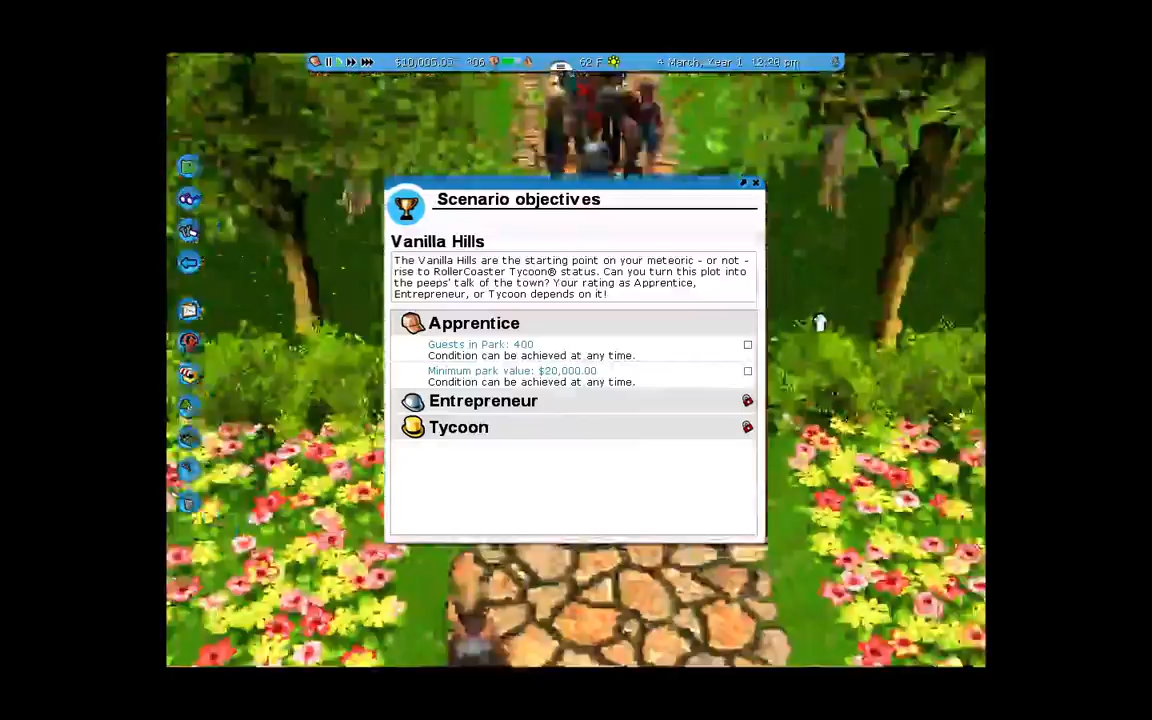 $10,000.05 306 62 F 4 March, Year 1 12:29 pm
Scenario objectives
Vanilla Hills
The Vanilla Hills are the starting point on your meteoric - or not -
rise to RollerCoaster Tycoon® status. Can you turn this plot into
the peeps' talk of the town? Your rating as Apprentice,
Entrepreneur, or Tycoon depends on it!
Apprentice
Guests in Park: 400
Condition can be achieved at any time.
Minimum park value: $20,000.00
Condition can be achieved at any time.
Entrepreneur
Tycoon